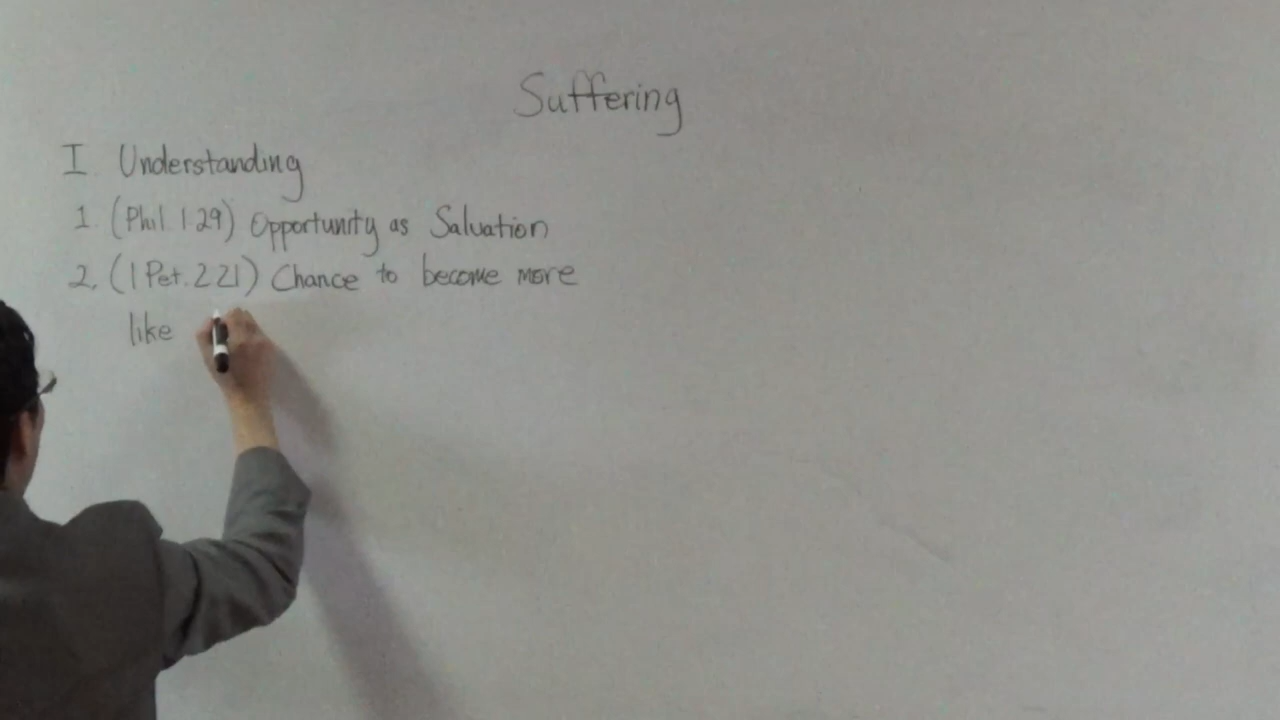 Suffering
I Understanding
1. (Phil. 1:29) Opportunity as Salvation
2. (1 Pet. 2:21) Chance to become more
like